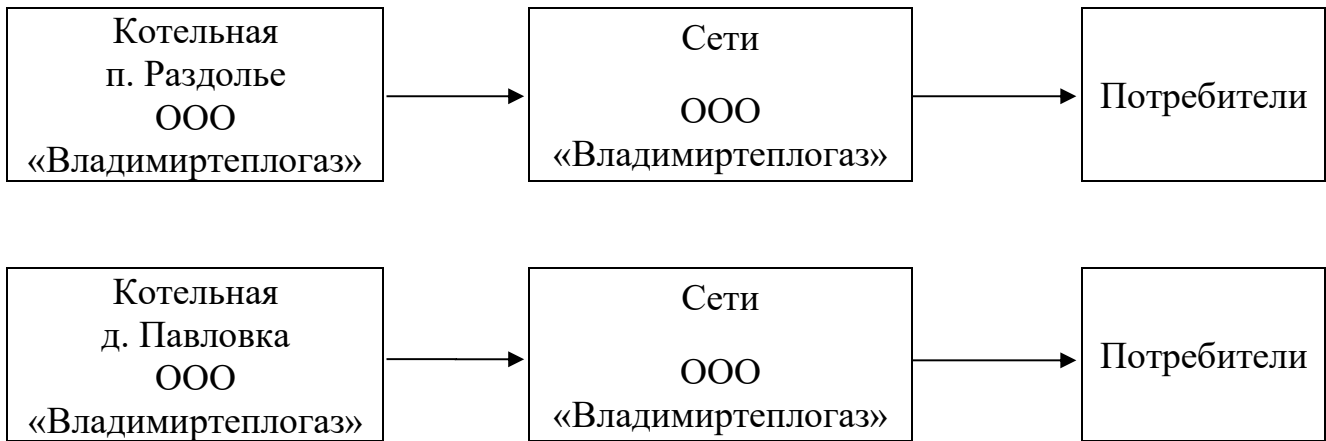 Котельная
п. Раздолье
ООО
«Владимиртеплогаз»
Сети
ООО
«Владимиртеплогаз»
Потребители
Котельная
д. Павловка
ООО
«Владимиртеплогаз»
Сети
ООО
«Владимиртеплогаз»
Потребители